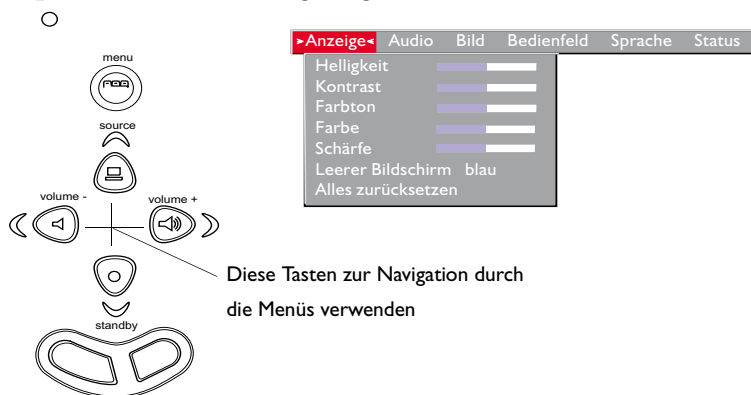 menu
source
volume -
volume +
standby
➤Anzeige◄ Audio Bild Bedienfeld Sprache Status
Helligkeit
Kontrast
Farbton
Farbe
Schärfe
Leerer Bildschirm blau
Alles zurücksetzen
Diese Tasten zur Navigation durch
die Menüs verwenden